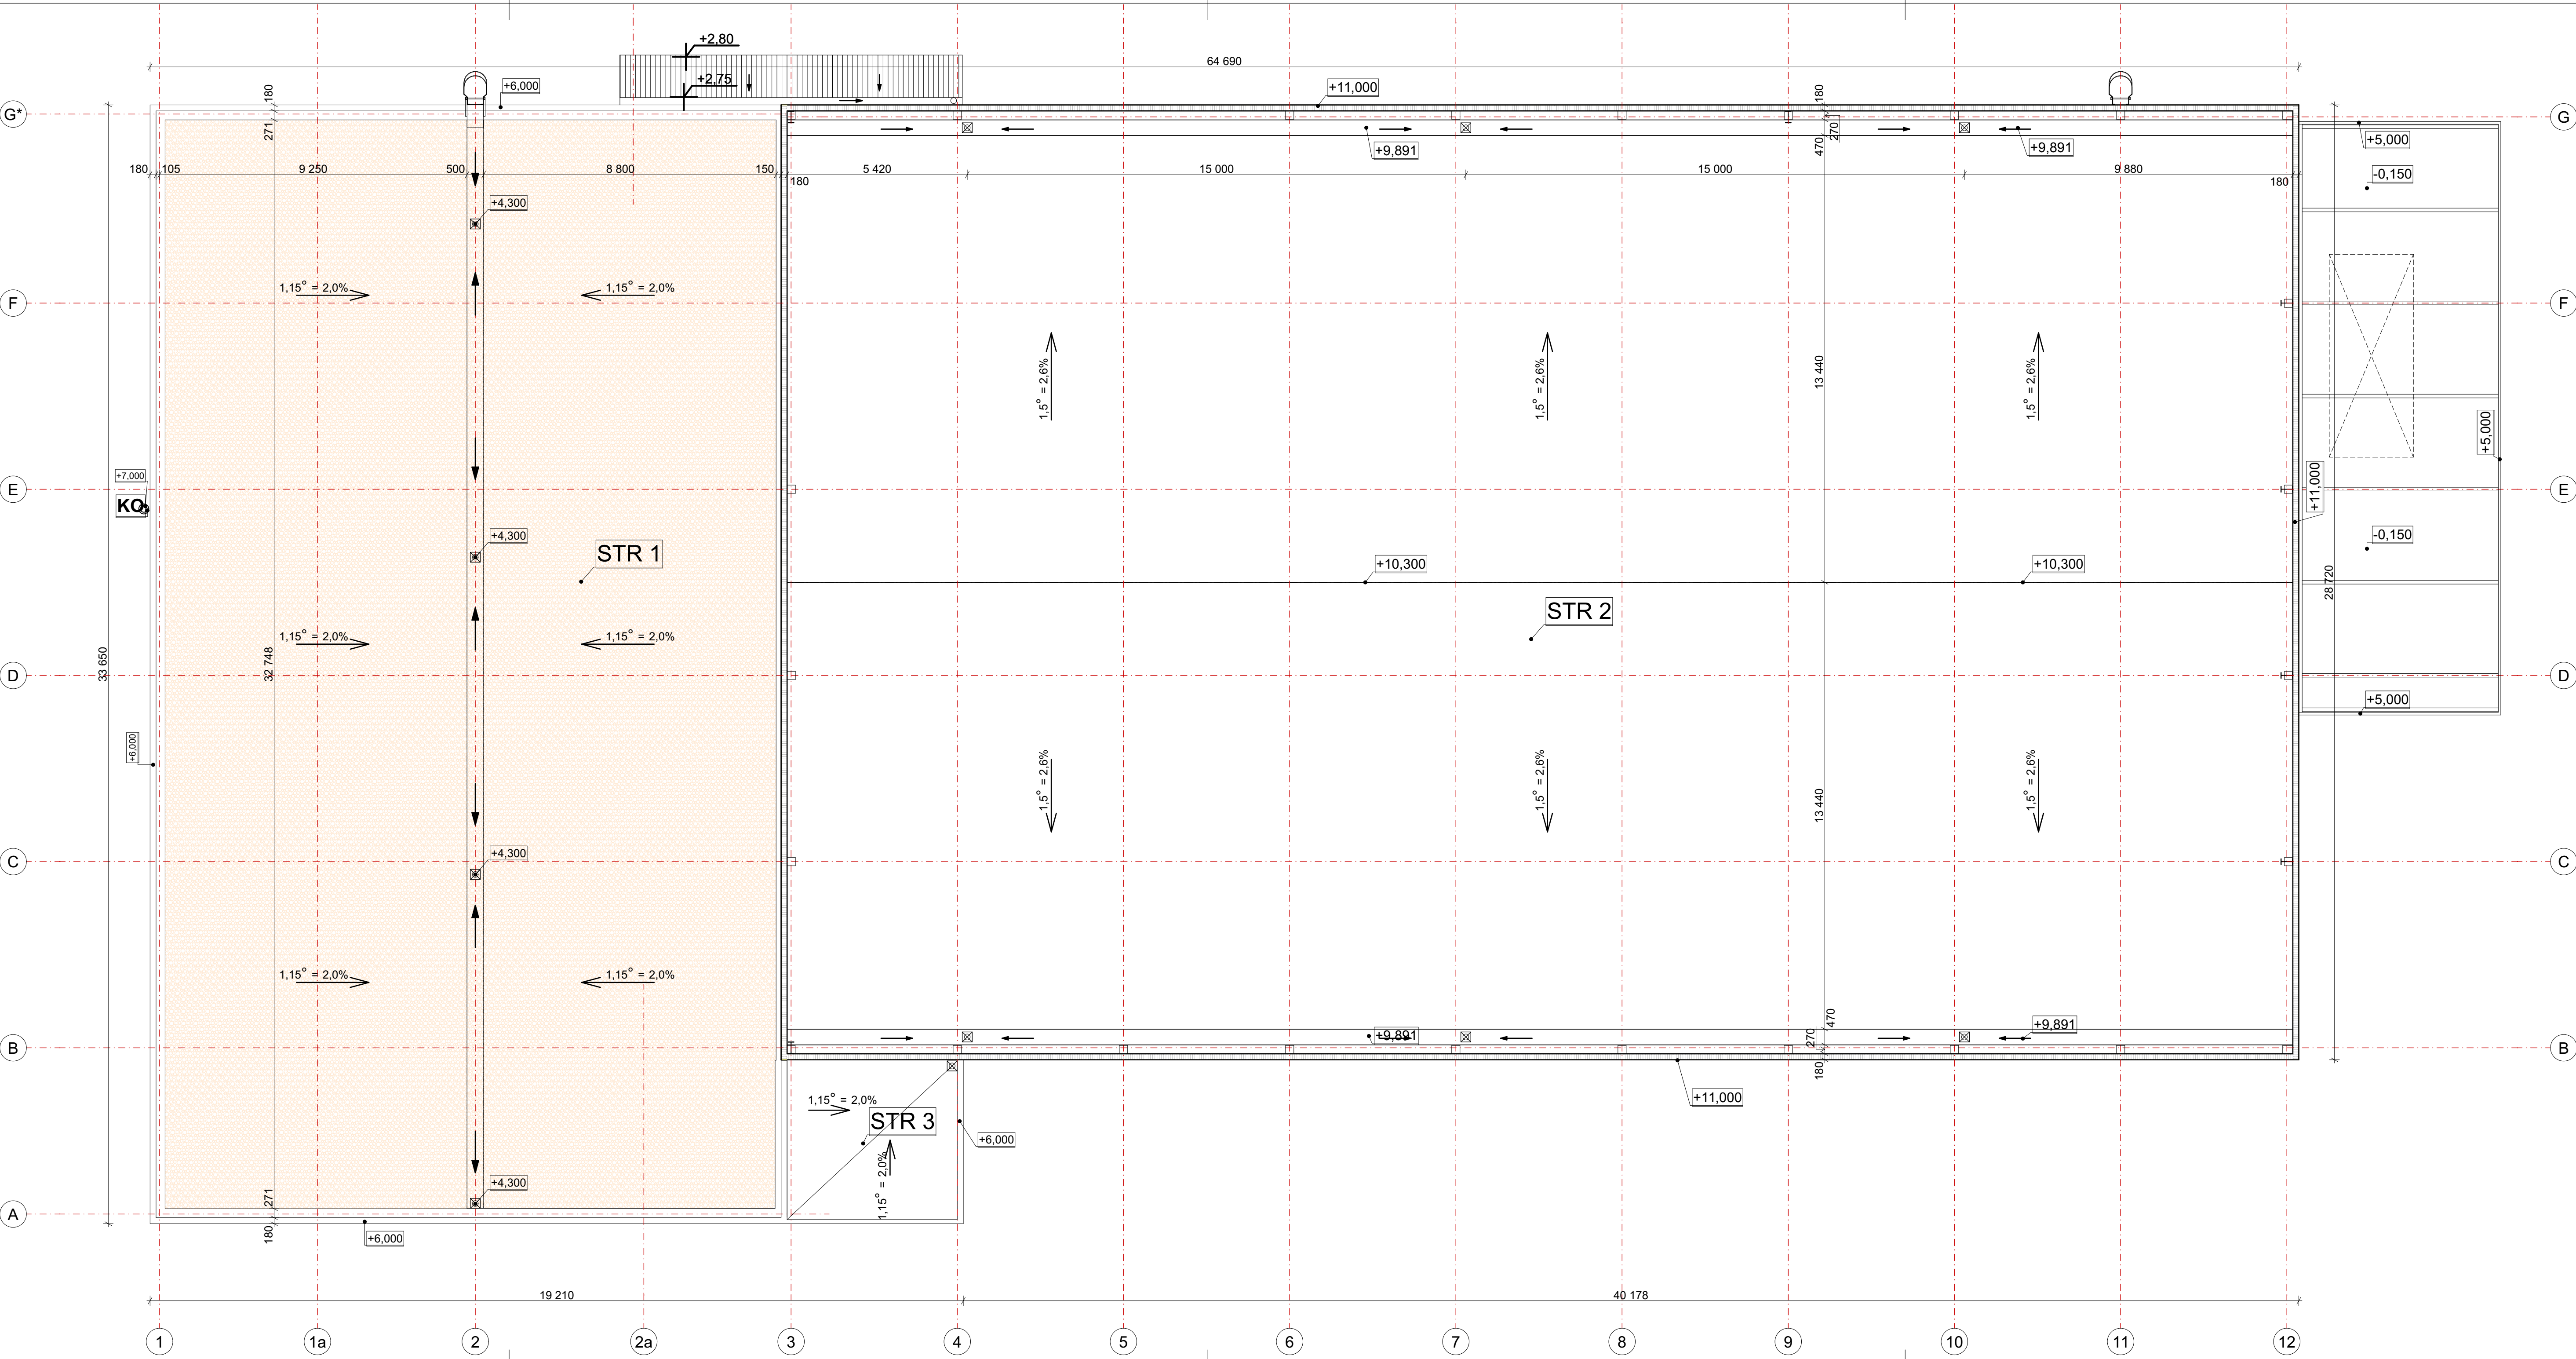 +2,80
64 690
+2,75
+6,000
+11,000
180
180
G*
G
271
270
470
+9,891
+9,891
+5,000
180
105
9 250
500
8 800
150
180
5 420
15 000
15 000
9 880
180
-0,150
+4,300
1,15° = 2,0%
1,15° = 2,0%
F
F
1,5° = 2,6%
1,5° = 2,6%
1,5° = 2,6%
13 440
+5,000
+7,000
E
E
KO
+11,000
+4,300
STR 1
+10,300
+10,300
-0,150
28 720
STR 2
1,15° = 2,0%
1,15° = 2,0%
33 650
32 748
D
D
+5,000
+6,000
1,5° = 2,6%
1,5° = 2,6%
1,5° = 2,6%
13 440
+4,300
C
C
1,15° = 2,0%
1,15° = 2,0%
470
+9,891
270
+9,891
B
B
180
1,15° = 2,0%
+11,000
STR 3
+6,000
1,15° = 2,0%
+4,300
271
A
180
+6,000
19 210
40 178
1
1a
2
2a
3
4
5
6
7
8
9
10
11
12